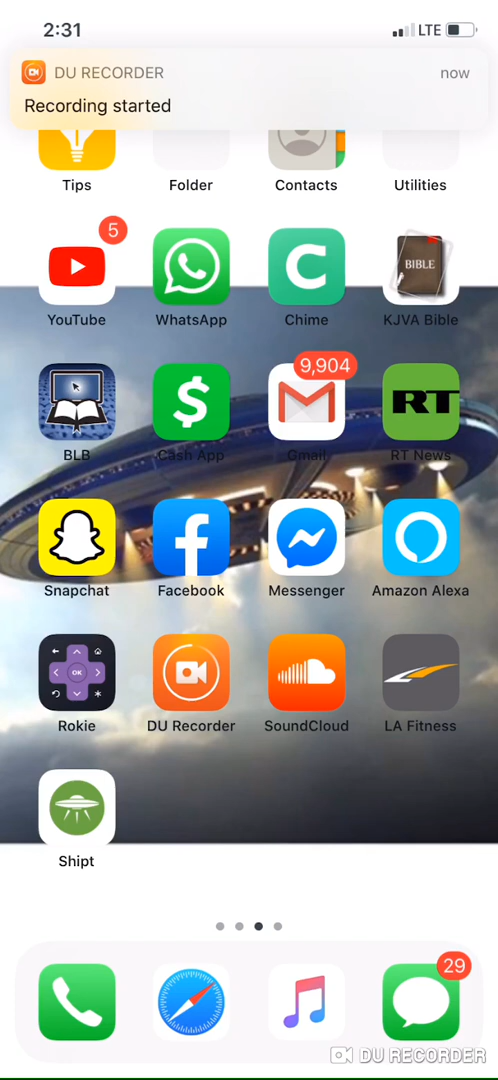 2:31
LTE
DU RECORDER
now
Recording started
Tips
Folder
Contacts
Utilities
5
YouTube
WhatsApp
C
Chime
BIBLE
KJVA Bible
BLB
$
Cash App
9,904
Gmail
RT
RT News
Snapchat
Facebook
Messenger
Amazon Alexa
OK
Rokie
DU Recorder
SoundCloud
LA Fitness
Shipt
29
DU RECORDER